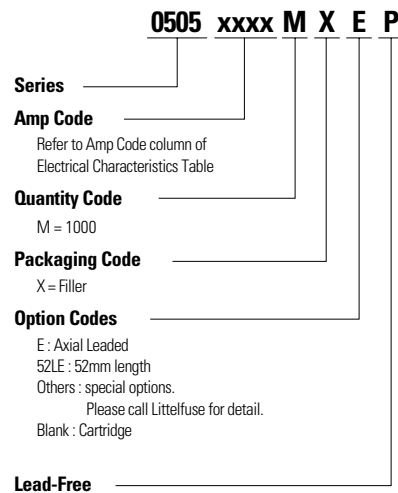 0505 xxxx M X E P
Series
Amp Code
Refer to Amp Code column of
Electrical Characteristics Table
Quantity Code
M = 1000
Packaging Code
X = Filler
Option Codes
E : Axial Leaded
52LE : 52mm length
Others : special options.
Please call Littelfuse for detail.
Blank : Cartridge
Lead-Free